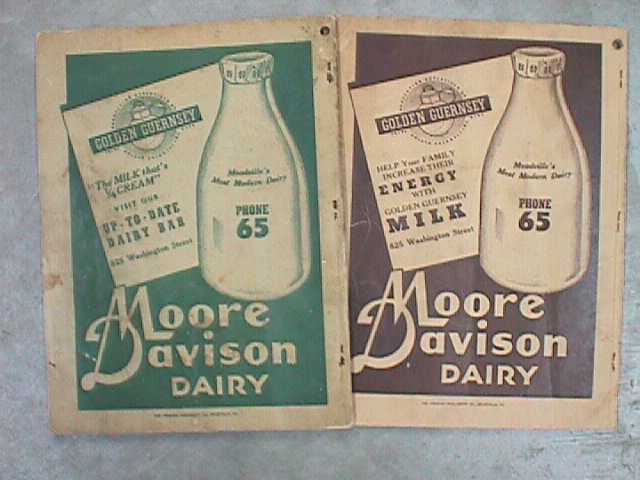 GOLDEN GUERNSEY
"The MILK that's
¼ CREAM"
VISIT OUR
UP-TO-DATE
DAIRY BAR
825 Washington Street
Meadville's
Most Modern Dairy
PHONE
65
Moore
Davison
DAIRY
GOLDEN GUERNSEY
HELP Your FAMILY
INCREASE THEIR
ENERGY
WITH
GOLDEN GUERNSEY
MILK
825 Washington Street
Meadville's
Most Modern Dairy
PHONE
65
Moore
Davison
DAIRY